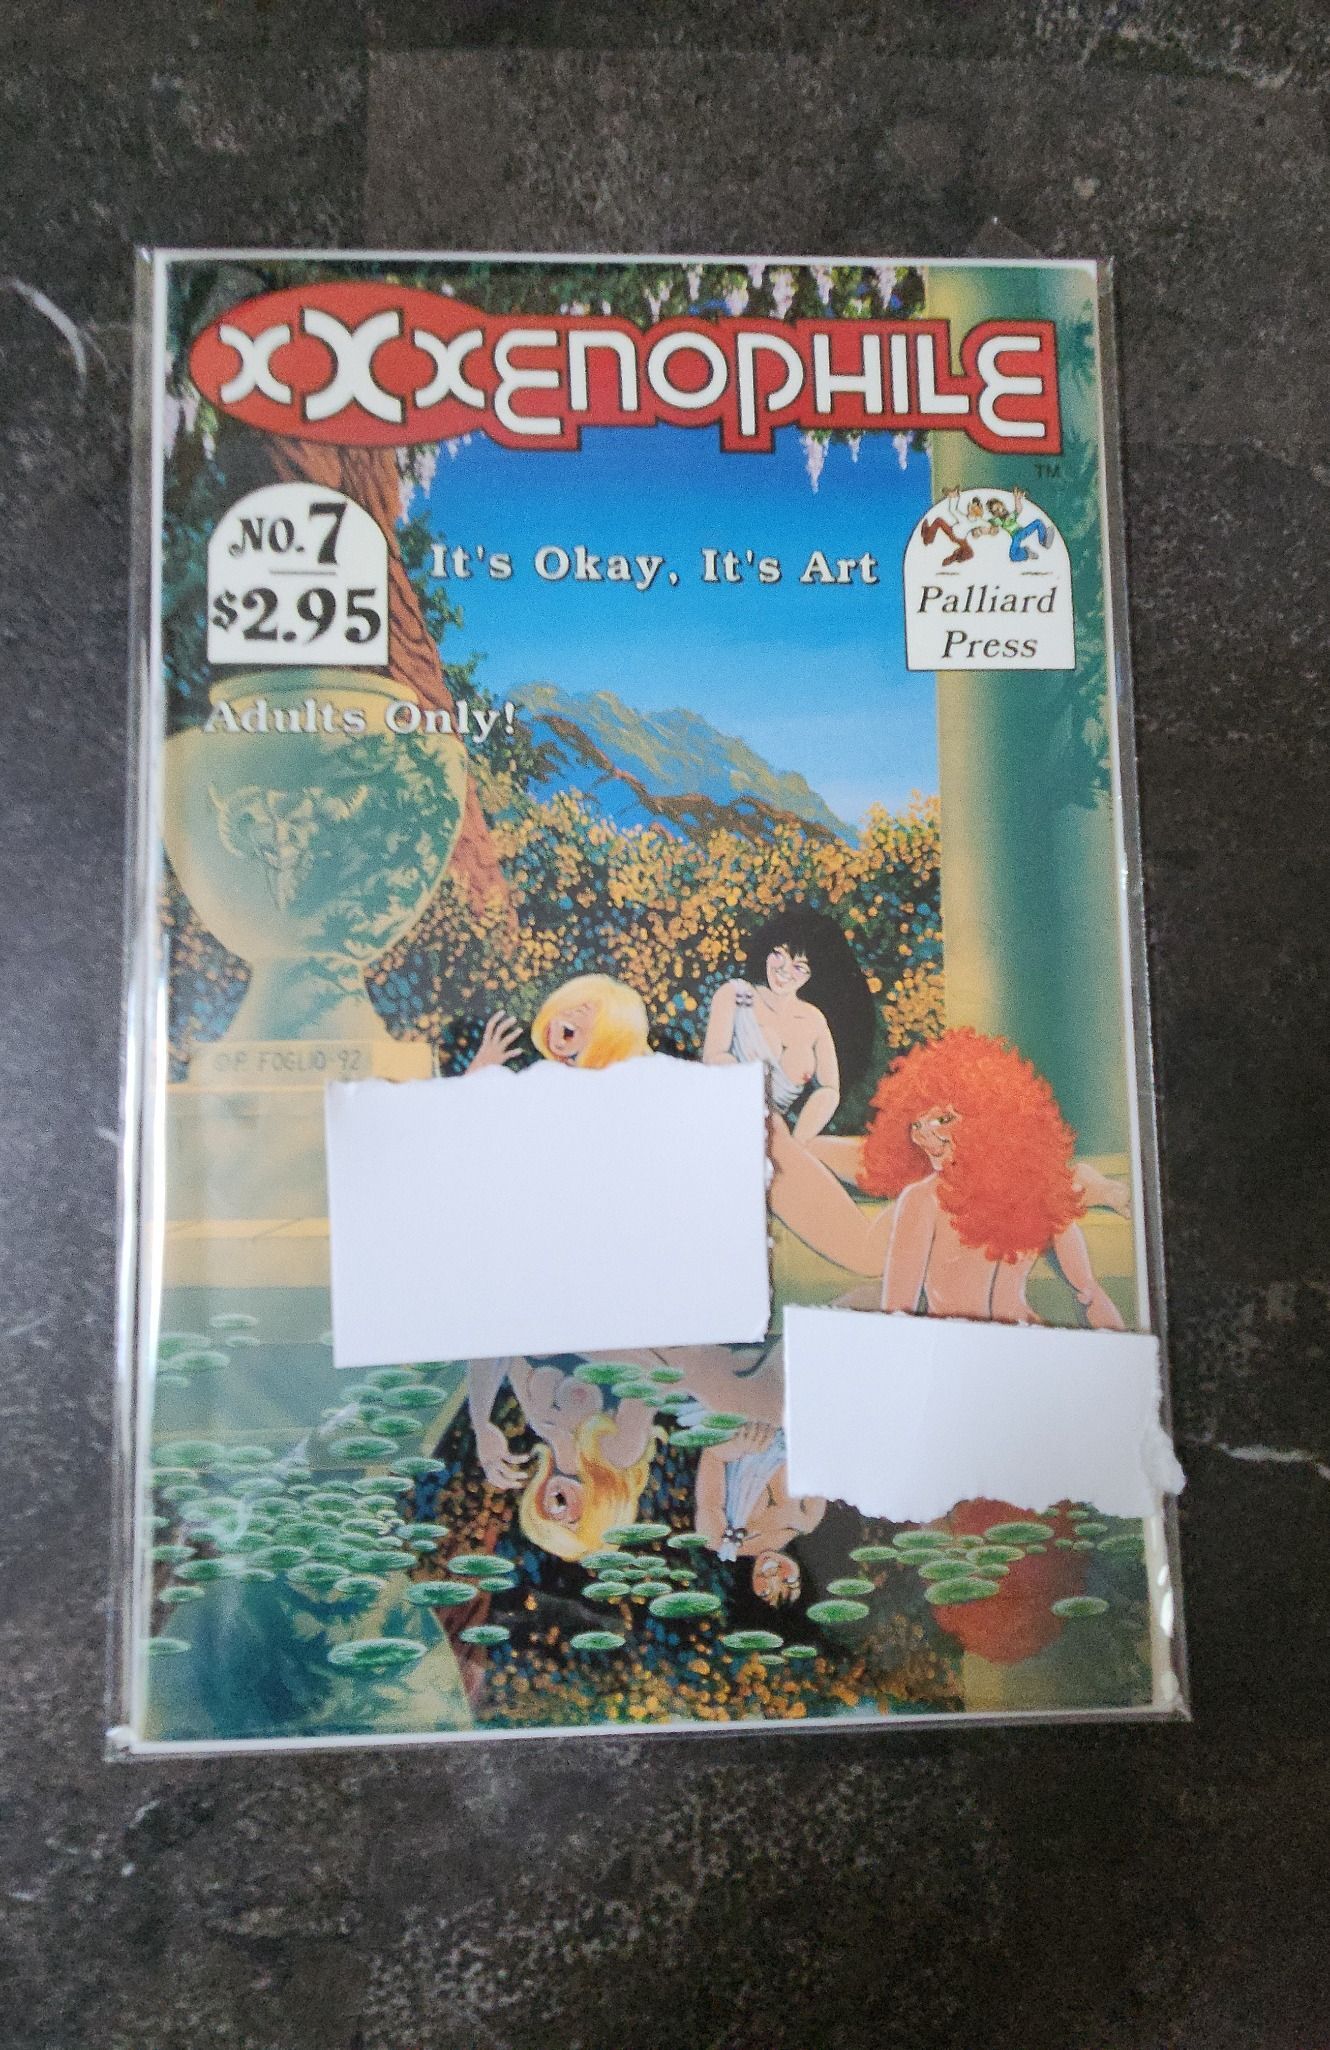 xXxenophile
TM
No. 7
$2.95
It's Okay, It's Art
Palliard
Press
Adults Only!
©P. FOGLIO 92